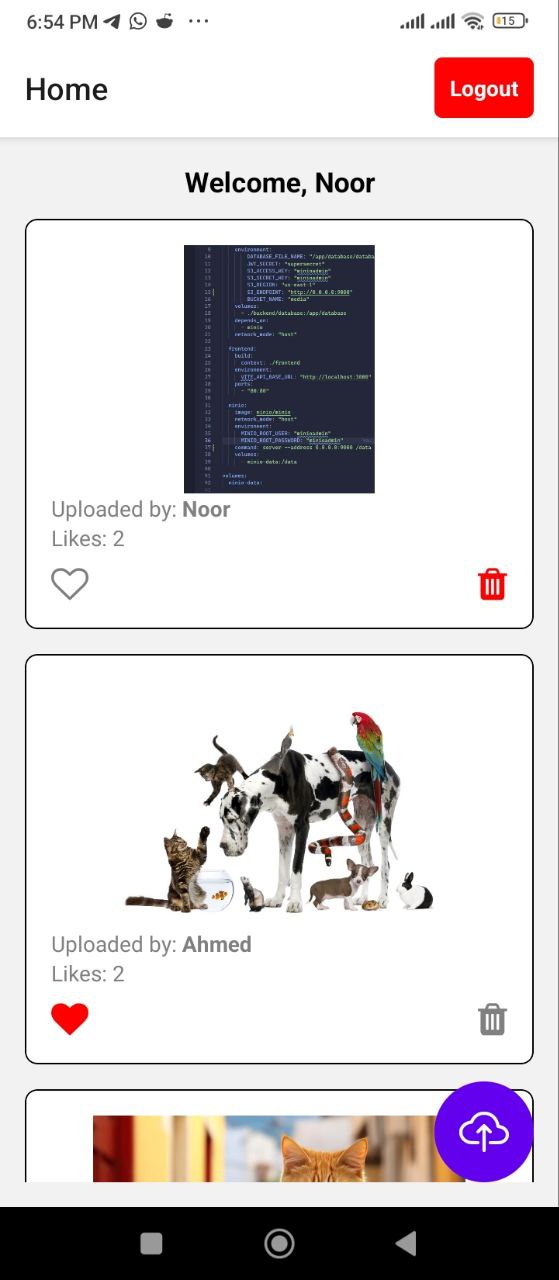 6:54 PM
15
Home
Logout
Welcome, Noor
environment:
DATABASE_FILE_NAME: "/app/database/databa
JWT_SECRET: "supersecret"
S3_ACCESS_KEY: "minioadmin"
S3_SECRET_KEY: "minioadmin"
S3_REGION: "us-east-1"
S3_ENDPOINT: "http://0.0.0.0:9000"
BUCKET_NAME: "media"
volumes:
- ./backend/database:/app/database
depends_on:
- minio
network_mode: "host"
frontend:
build:
context: ./frontend
environment:
VITE_API_BASE_URL: "http://localhost:3000"
ports:
- "80:80"
minio:
image: minio/minio
network_mode: "host"
environment:
MINIO_ROOT_USER: "minioadmin"
MINIO_ROOT_PASSWORD: "minioadmin"
command: server --address 0.0.0.0:9000 /data
volumes:
- minio-data:/data
volumes:
minio-data:
Uploaded by: Noor
Likes: 2
Uploaded by: Ahmed
Likes: 2